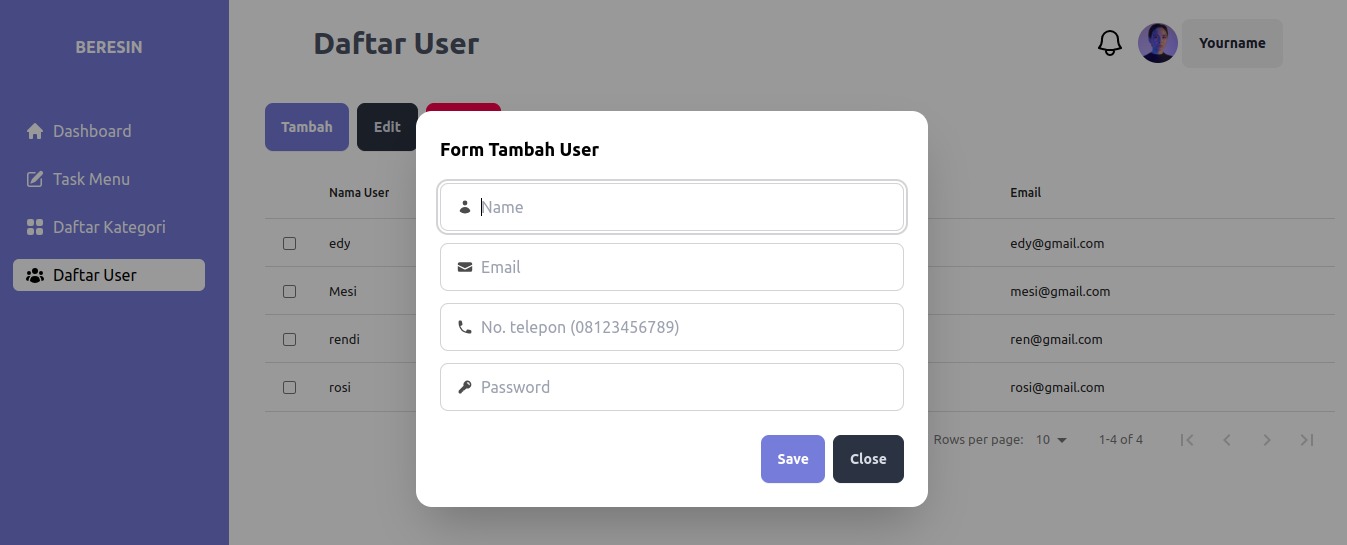 BERESIN
Dashboard
Task Menu
Daftar Kategori
Daftar User
Daftar User
Yourname
Tambah
Edit
Nama User
Email
edy
edy@gmail.com
Mesi
mesi@gmail.com
rendi
ren@gmail.com
rosi
rosi@gmail.com
Rows per page: 10
1-4 of 4
Form Tambah User
Name
Email
No. telepon (08123456789)
Password
Save
Close